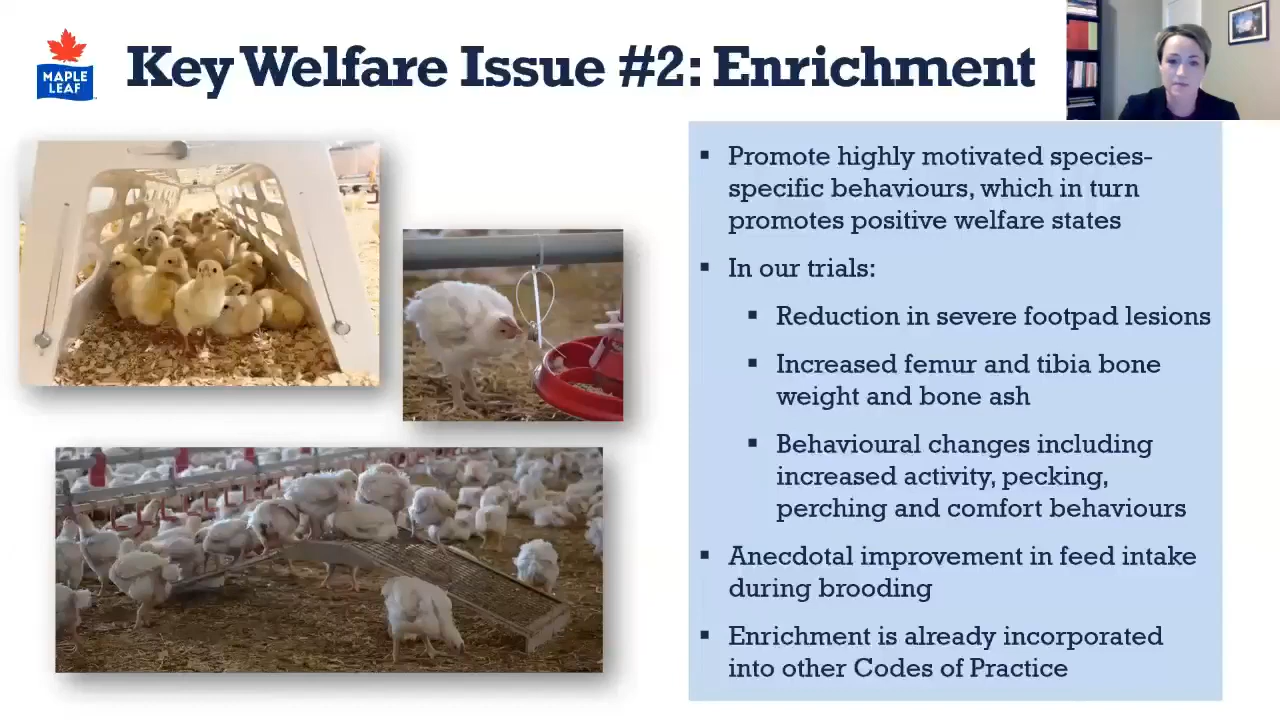 MAPLE
LEAF
Key Welfare Issue #2: Enrichment
▪ Promote highly motivated species-
specific behaviours, which in turn
promotes positive welfare states
▪ In our trials:
▪ Reduction in severe footpad lesions
▪ Increased femur and tibia bone
weight and bone ash
▪ Behavioural changes including
increased activity, pecking,
perching and comfort behaviours
▪ Anecdotal improvement in feed intake
during brooding
▪ Enrichment is already incorporated
into other Codes of Practice